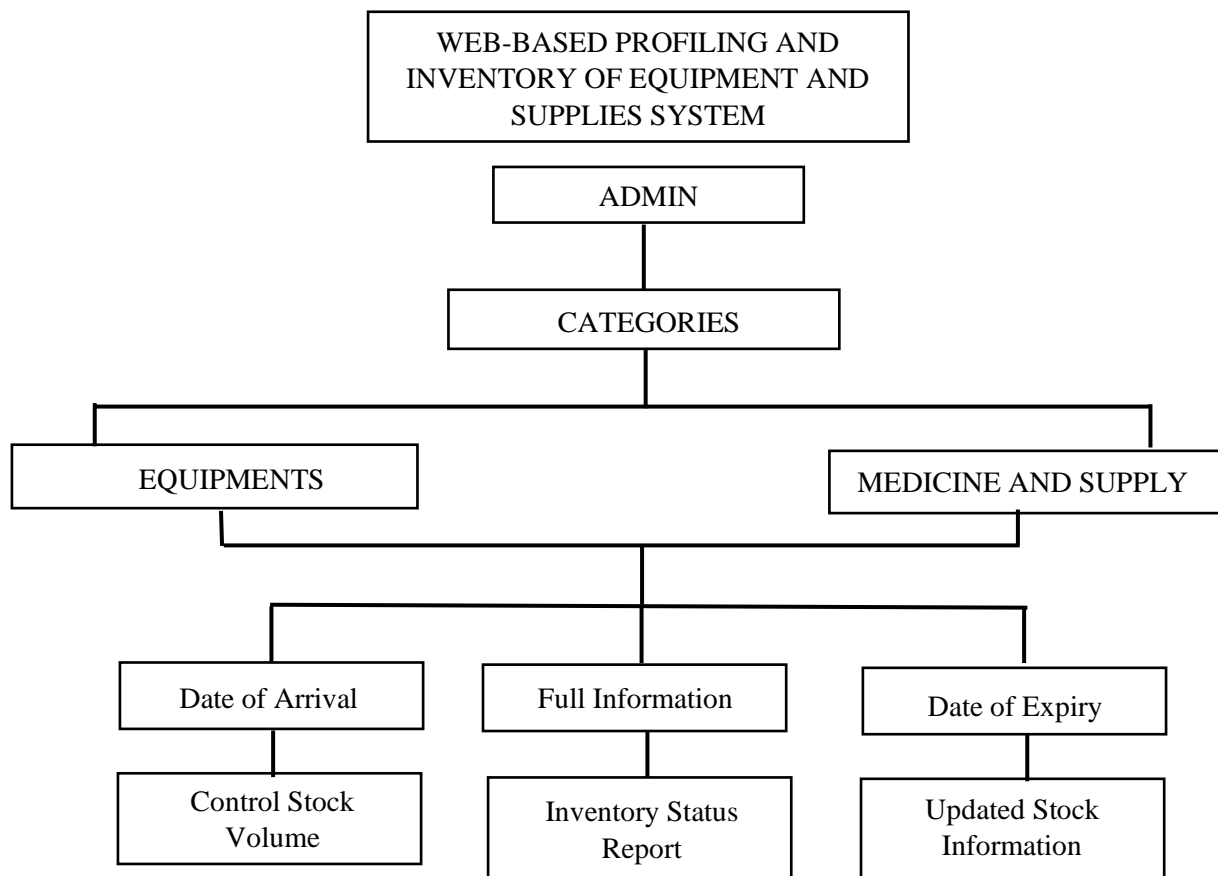 WEB-BASED PROFILING AND
INVENTORY OF EQUIPMENT AND
SUPPLIES SYSTEM
ADMIN
CATEGORIES
EQUIPMENTS
MEDICINE AND SUPPLY
Date of Arrival
Full Information
Date of Expiry
Control Stock
Volume
Inventory Status
Report
Updated Stock
Information